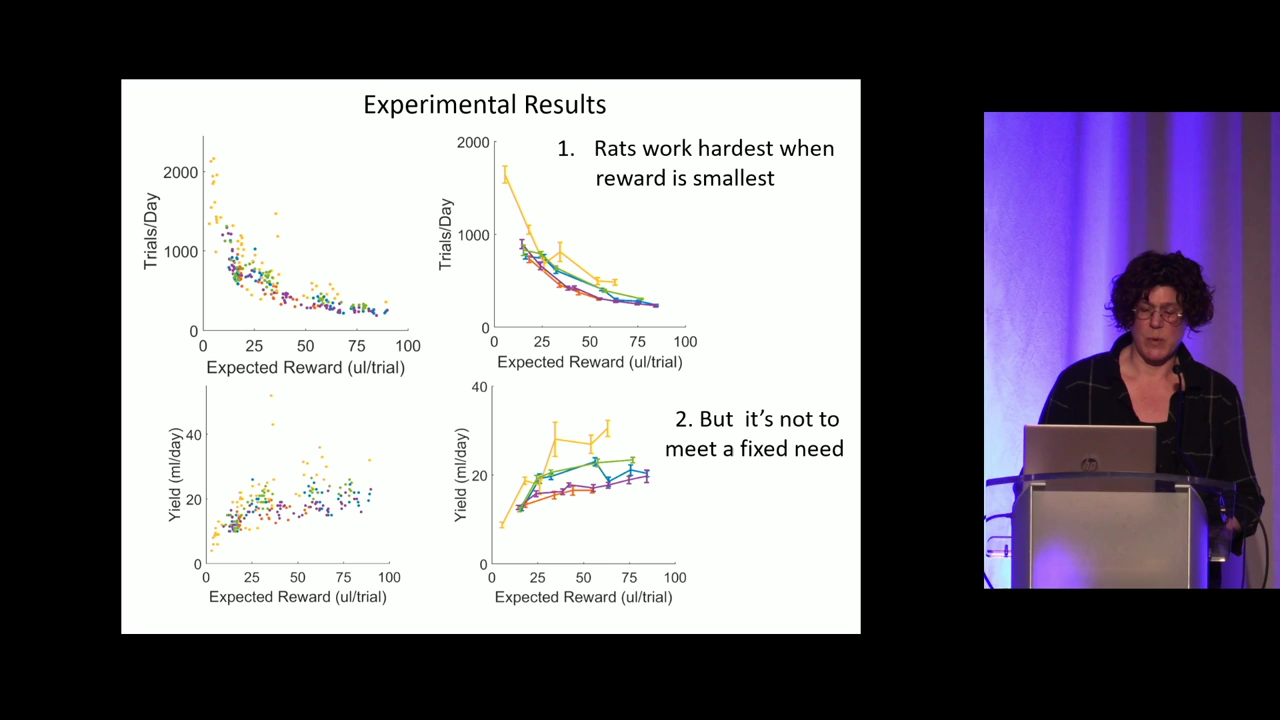 Experimental Results
2000
1000
0
0 25 50 75 100
Trials/Day
Expected Reward (ul/trial)
2000
1000
0
0 25 50 75 100
Trials/Day
Expected Reward (ul/trial)
1. Rats work hardest when
reward is smallest
40
20
0
0 25 50 75 100
Yield (ml/day)
Expected Reward (ul/trial)
40
20
0
0 25 50 75 100
Yield (ml/day)
Expected Reward (ul/trial)
2. But it's not to
meet a fixed need
hp